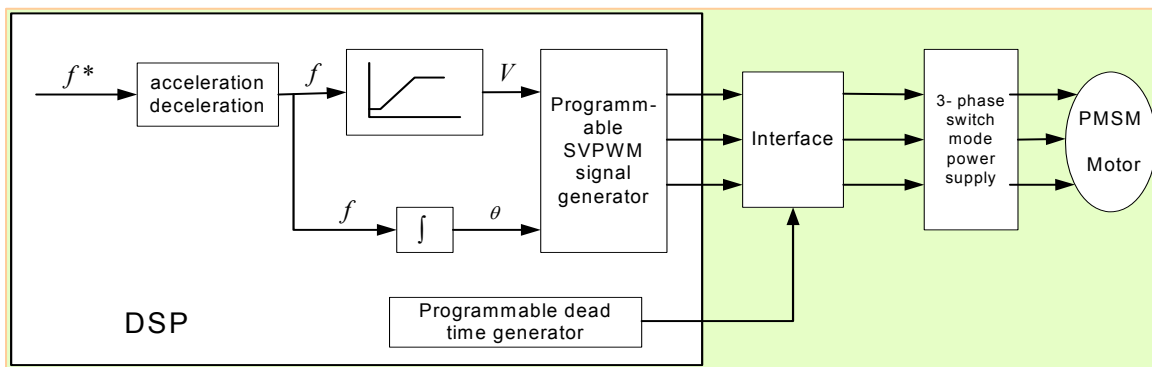 f*
acceleration
deceleration
f
V
Programm-
able
SVPWM
signal
generator
Interface
3- phase
switch
mode
power
supply
PMSM
Motor
f
∫
θ
DSP
Programmable dead
time generator